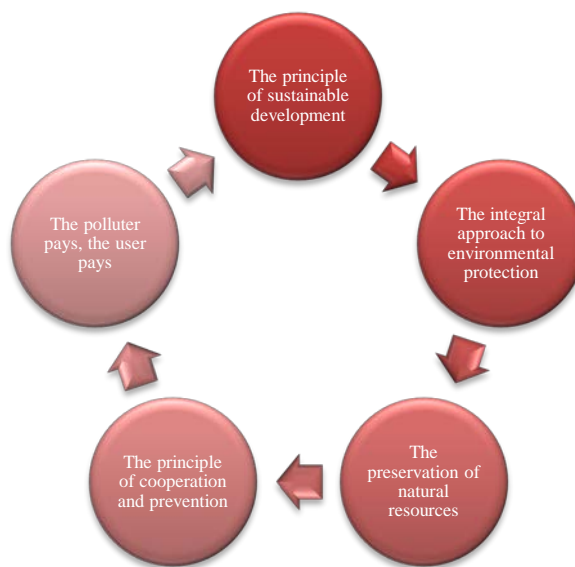 The principle
of sustainable
development
The integral
approach to
environmental
protection
The
preservation of
natural
resources
The principle
of cooperation
and prevention
The polluter
pays, the user
pays